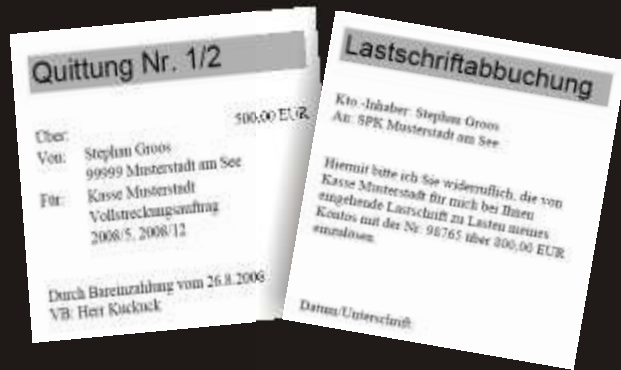 Quittung Nr. 1/2
500,00 EUR
Über:
Von: Stephan Groos
99999 Musterstadt am See
Für: Kasse Musterstadt
Vollstreckungsauftrag
2008/5, 2008/12
Durch Bareinzahlung vom 26.8.2008
VB: Herr Kuckuck
Lastschriftabbuchung
Kto.-Inhaber: Stephan Groos
An: SPK Musterstadt am See
Hiermit bitte ich Sie widerruflich, die von
Kasse Musterstadt für mich bei Ihnen
eingehende Lastschrift zu Lasten meines
Kontos mit der Nr. 98765 über 800,00 EUR
einzulösen.
Datum/Unterschrift